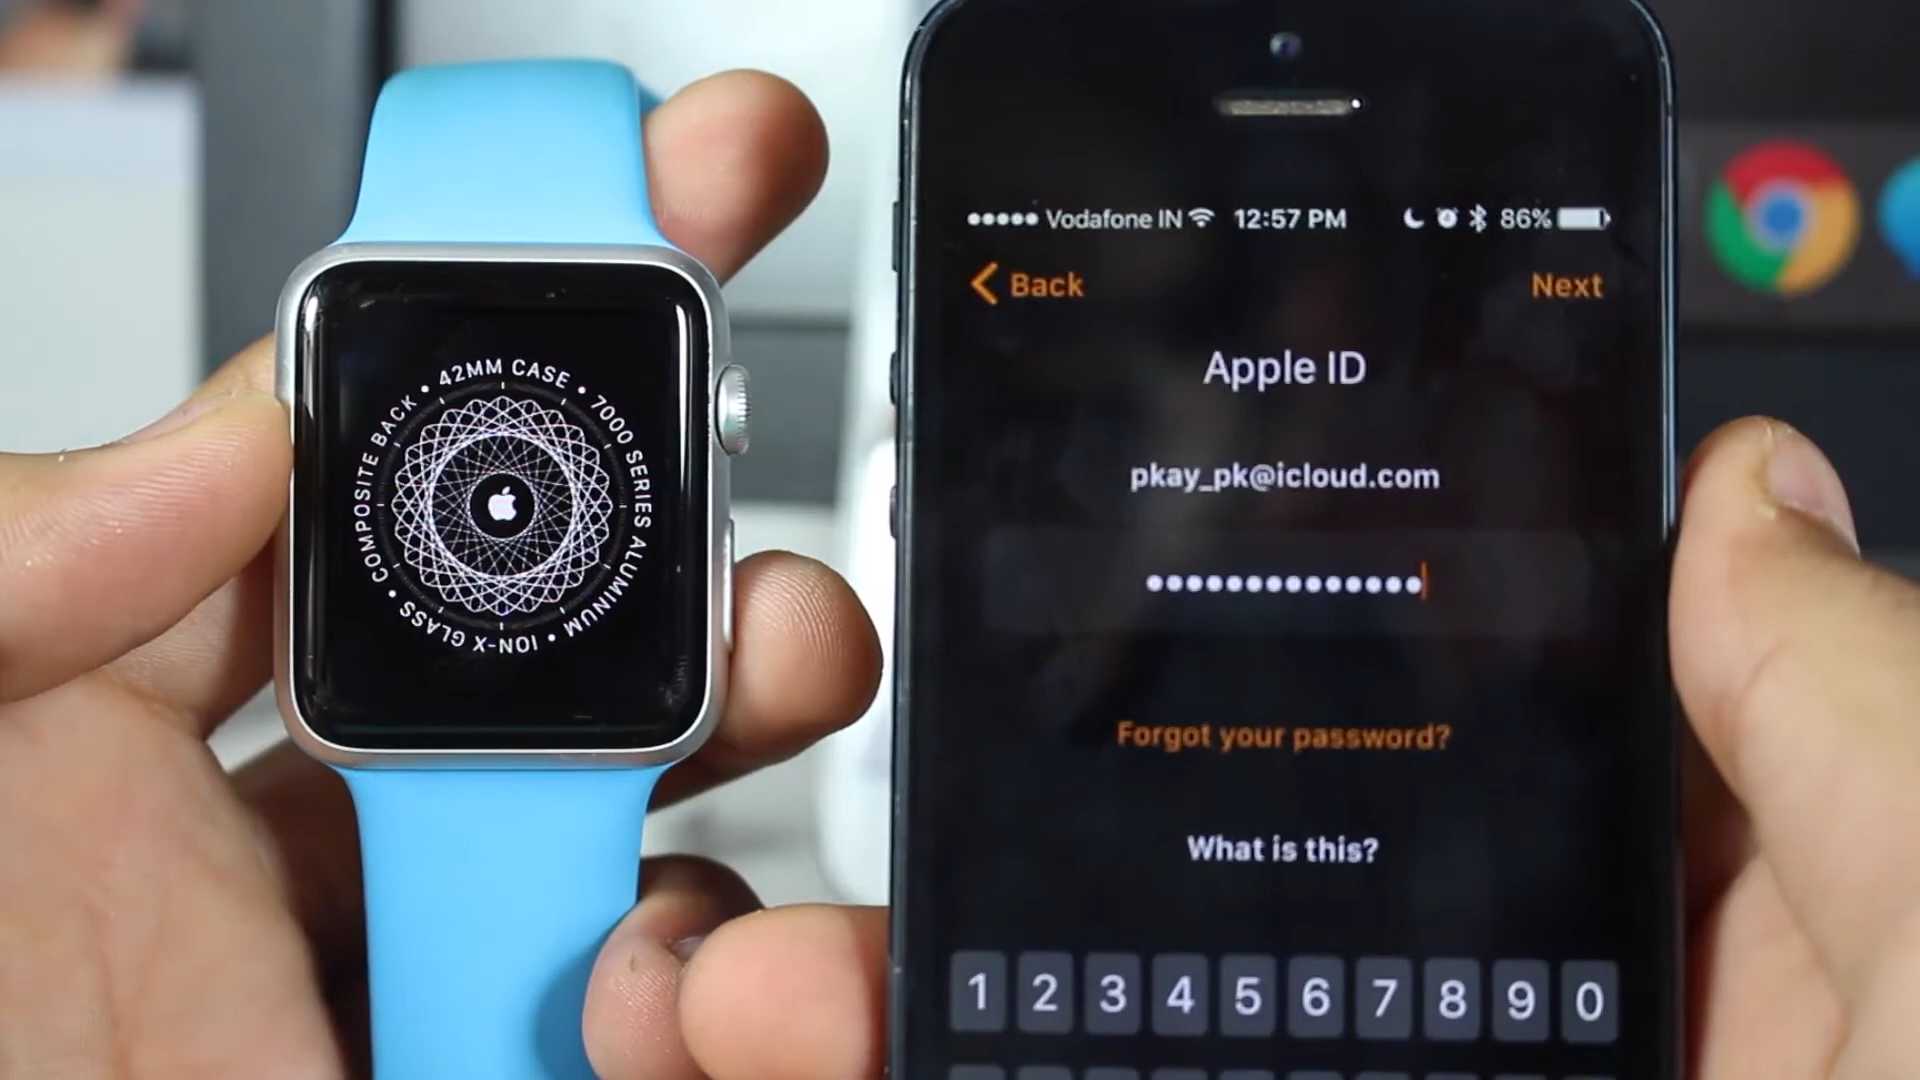 42MM CASE • 7000 SERIES ALUMINUM • ION-X GLASS • COMPOSITE BACK •
Vodafone IN 12:57 PM 86%
Back Next
Apple ID
pkay_pk@icloud.com
••••••••••••••
Forgot your password?
What is this?
1 2 3 4 5 6 7 8 9 0